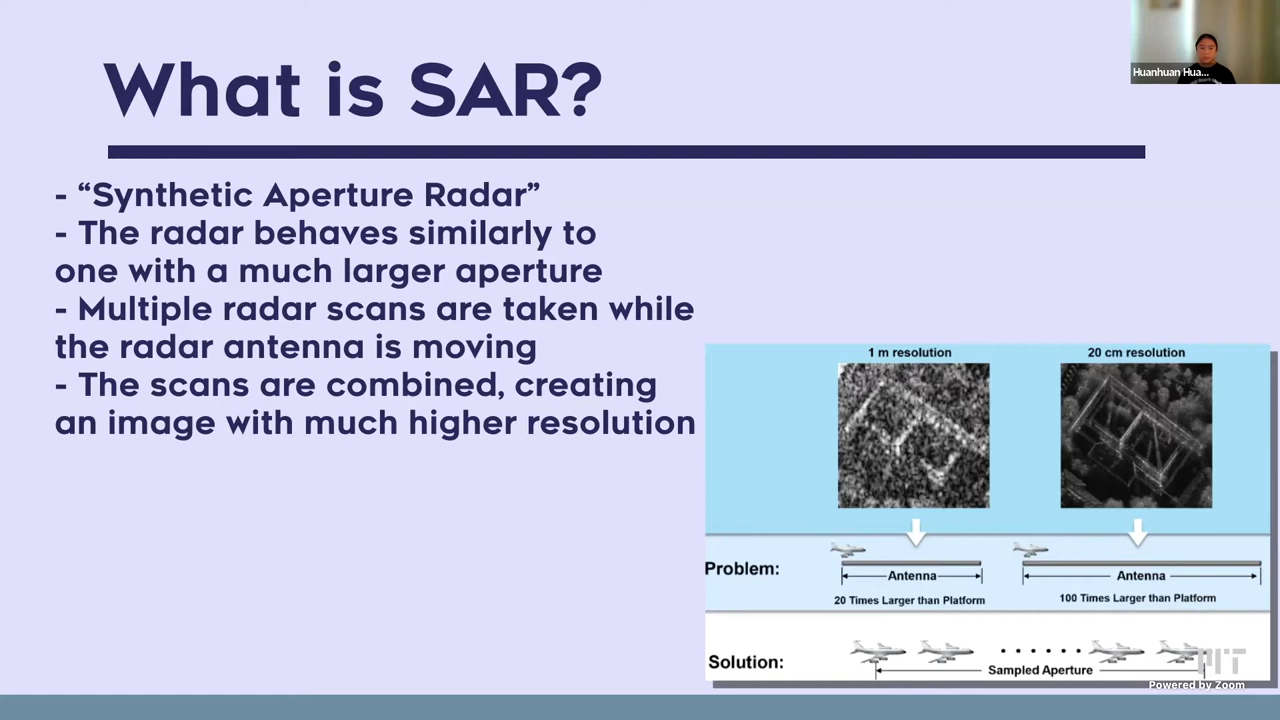 What is SAR?
Huanhuan Hua...
- “Synthetic Aperture Radar”
- The radar behaves similarly to
one with a much larger aperture
- Multiple radar scans are taken while
the radar antenna is moving
- The scans are combined, creating
an image with much higher resolution
1 m resolution
20 cm resolution
Problem:
Antenna
Antenna
20 Times Larger than Platform
100 Times Larger than Platform
Solution:
Sampled Aperture
MIT
Powered by Zoom